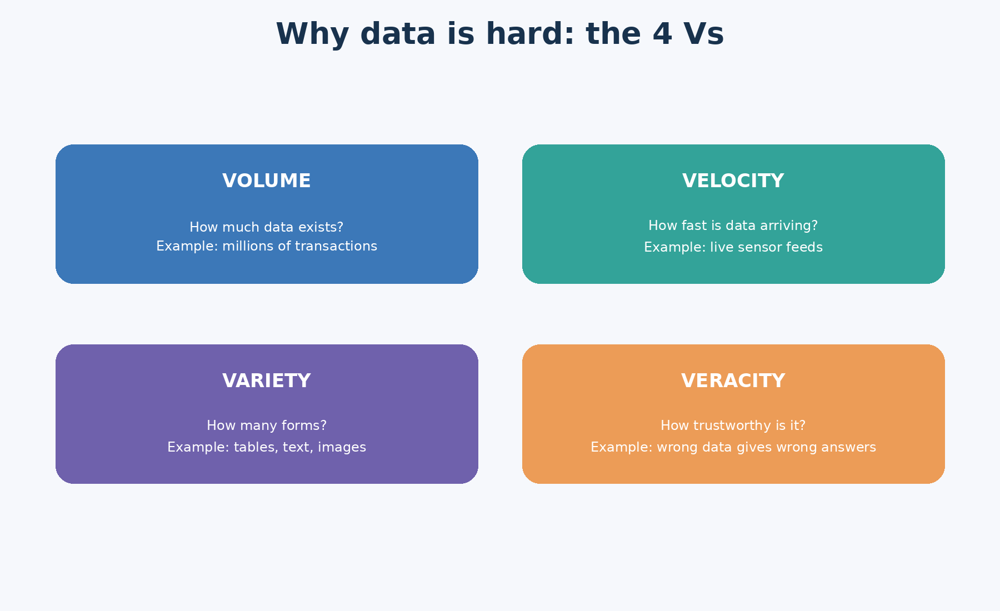 Why data is hard: the 4 Vs
VOLUME
How much data exists?
Example: millions of transactions
VELOCITY
How fast is data arriving?
Example: live sensor feeds
VARIETY
How many forms?
Example: tables, text, images
VERACITY
How trustworthy is it?
Example: wrong data gives wrong answers